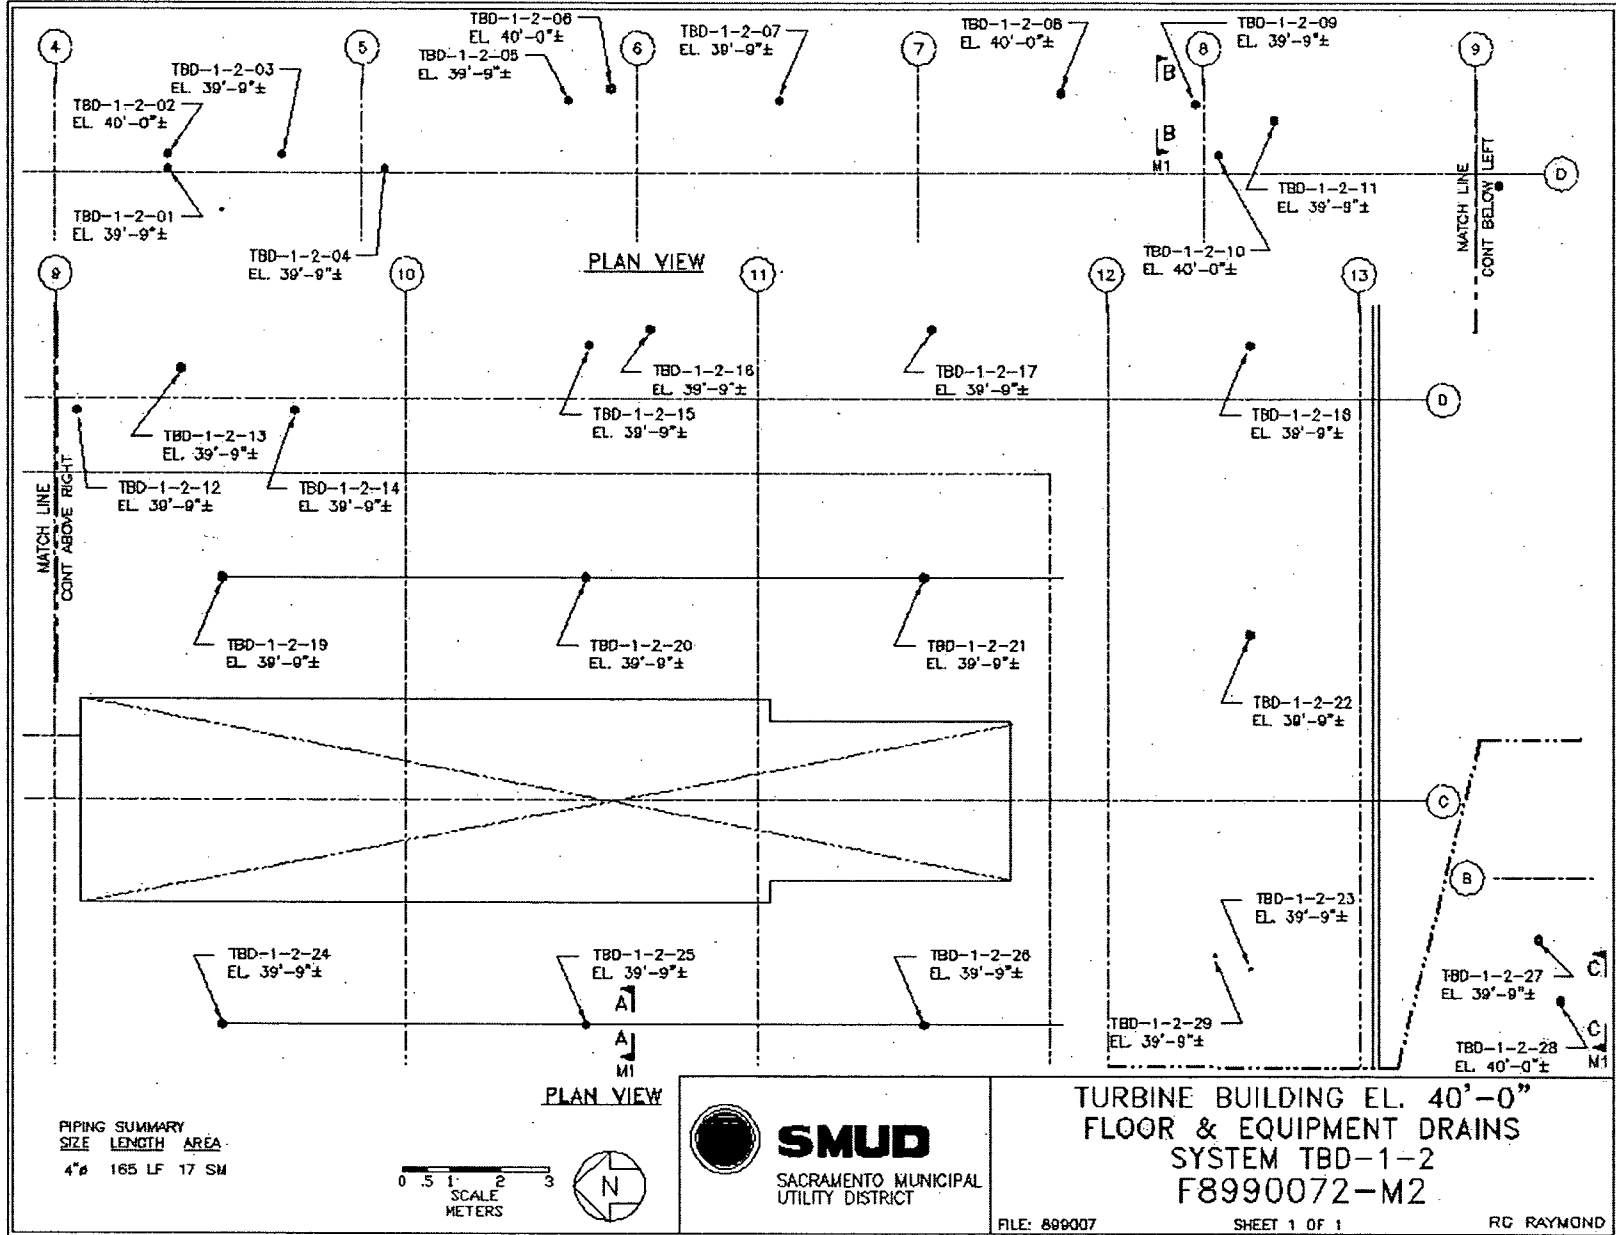 4
5
6
7
8
9
TBD-1-2-06
EL. 40'-0"±
TBD-1-2-05
EL. 39'-9"±
TBD-1-2-07
EL. 39'-9"±
TBD-1-2-08
EL. 40'-0"±
TBD-1-2-09
EL. 39'-9"±
TBD-1-2-03
EL. 39'-9"±
TBD-1-2-02
EL. 40'-0"±
B
B
M1
TBD-1-2-01
EL. 39'-9"±
TBD-1-2-04
EL. 39'-9"±
TBD-1-2-11
EL. 39'-9"±
TBD-1-2-10
EL. 40'-0"±
MATCH LINE
CONT BELOW LEFT
D
PLAN VIEW
9
10
11
12
13
TBD-1-2-16
EL. 39'-9"±
TBD-1-2-17
EL. 39'-9"±
TBD-1-2-15
EL. 39'-9"±
TBD-1-2-18
EL. 39'-9"±
D
TBD-1-2-13
EL. 39'-9"±
TBD-1-2-12
EL. 39'-9"±
TBD-1-2-14
EL. 39'-9"±
MATCH LINE
CONT ABOVE RIGHT
TBD-1-2-19
EL. 39'-9"±
TBD-1-2-20
EL. 39'-9"±
TBD-1-2-21
EL. 39'-9"±
TBD-1-2-22
EL. 39'-9"±
C
B
TBD-1-2-23
EL. 39'-9"±
TBD-1-2-24
EL. 39'-9"±
TBD-1-2-25
EL. 39'-9"±
TBD-1-2-26
EL. 39'-9"±
TBD-1-2-27
EL. 39'-9"±
C
A
A
M1
TBD-1-2-29
EL. 39'-9"±
TBD-1-2-28
EL. 40'-0"±
C
M1
PLAN VIEW
PIPING SUMMARY
SIZE LENGTH AREA
4"ø 165 LF 17 SM
0 .5 1 2 3
SCALE
METERS
N
SMUD
SACRAMENTO MUNICIPAL
UTILITY DISTRICT
TURBINE BUILDING EL. 40'-0"
FLOOR & EQUIPMENT DRAINS
SYSTEM TBD-1-2
F8990072-M2
FILE: 899007 SHEET 1 OF 1 RG RAYMOND